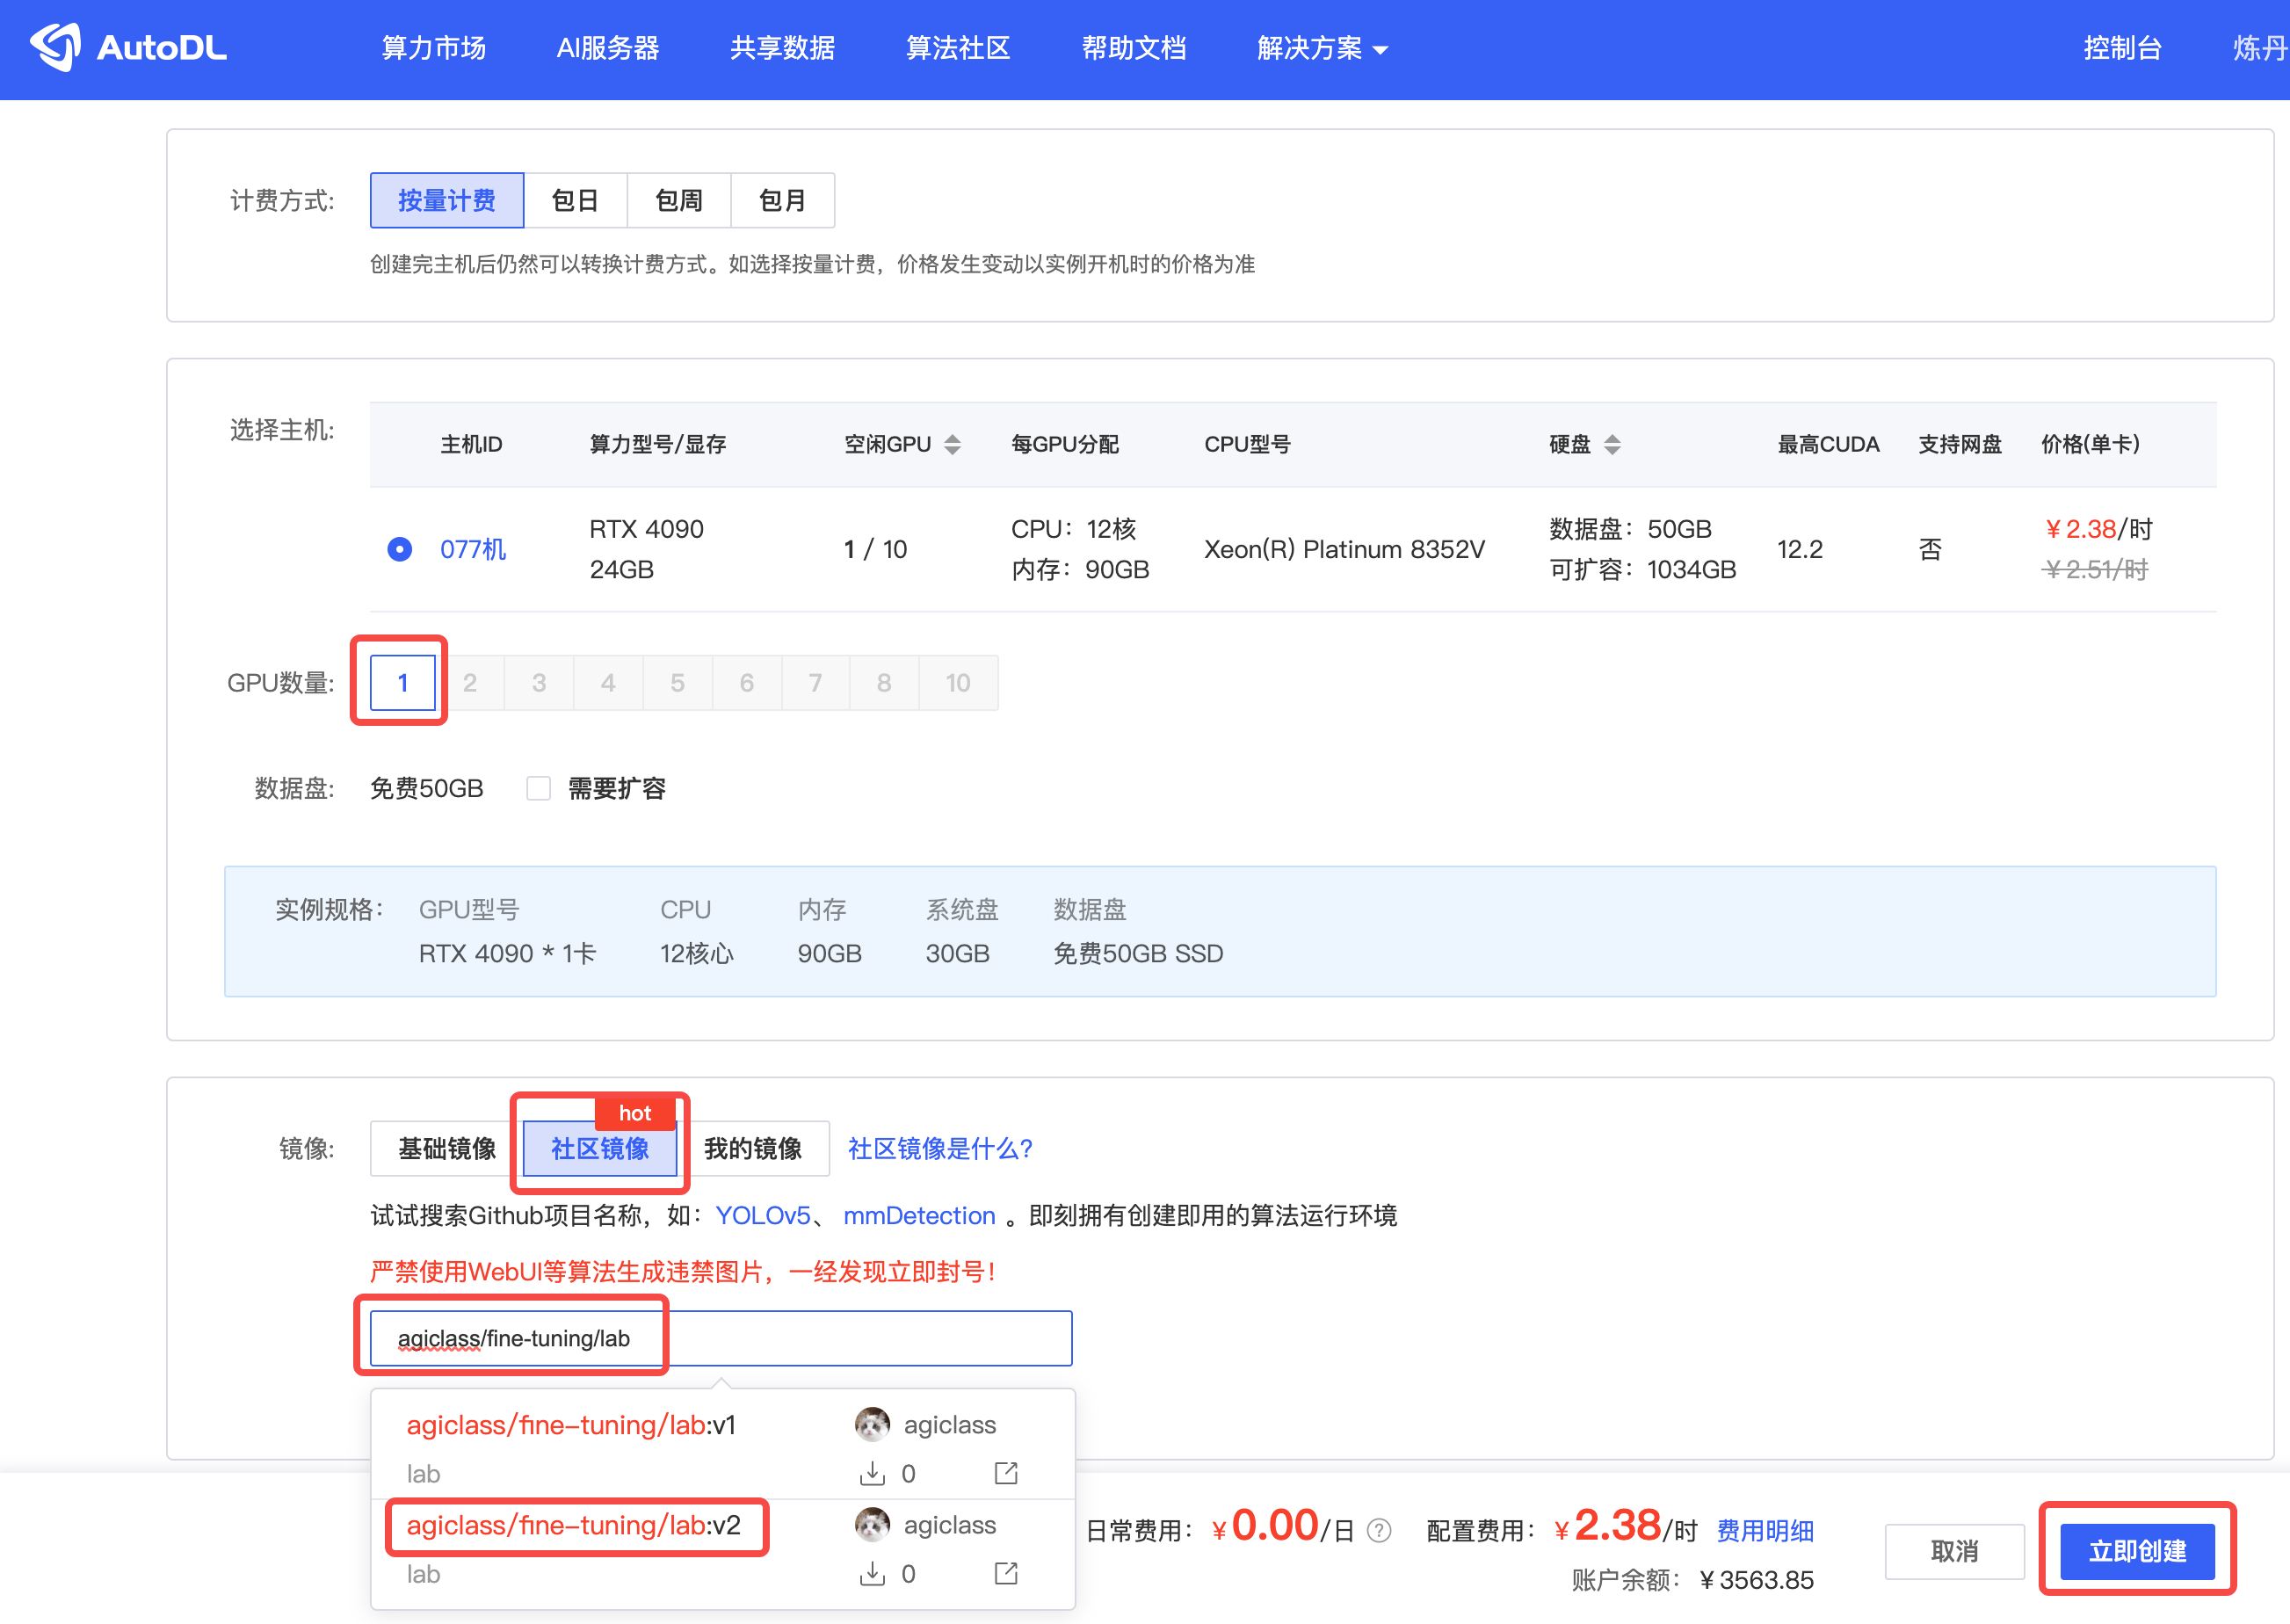 AutoDL 算力市场 AI服务器 共享数据 算法社区 帮助文档 解决方案 控制台 炼丹
计费方式: 按量计费 包日 包周 包月
创建完主机后仍然可以转换计费方式。如选择按量计费，价格发生变动以实例开机时的价格为准
选择主机: 主机ID 算力型号/显存 空闲GPU 每GPU分配 CPU型号 硬盘 最高CUDA 支持网盘 价格(单卡)
077机 RTX 4090 24GB 1 / 10 CPU：12核 内存：90GB Xeon(R) Platinum 8352V 数据盘：50GB 可扩容：1034GB 12.2 否 ￥2.38/时 ￥2.51/时
GPU数量: 1 2 3 4 5 6 7 8 10
数据盘: 免费50GB 需要扩容
实例规格： GPU型号 CPU 内存 系统盘 数据盘
RTX 4090 * 1卡 12核心 90GB 30GB 免费50GB SSD
hot
镜像: 基础镜像 社区镜像 我的镜像 社区镜像是什么?
试试搜索Github项目名称，如：YOLOv5、 mmDetection 。即刻拥有创建即用的算法运行环境
严禁使用WebUI等算法生成违禁图片，一经发现立即封号！
agiclass/fine-tuning/lab
agiclass/fine-tuning/lab:v1 agiclass
lab 0
agiclass/fine-tuning/lab:v2 agiclass
lab 0
日常费用： ￥0.00/日 ? 配置费用： ￥2.38/时 费用明细
账户余额： ￥3563.85
取消 立即创建